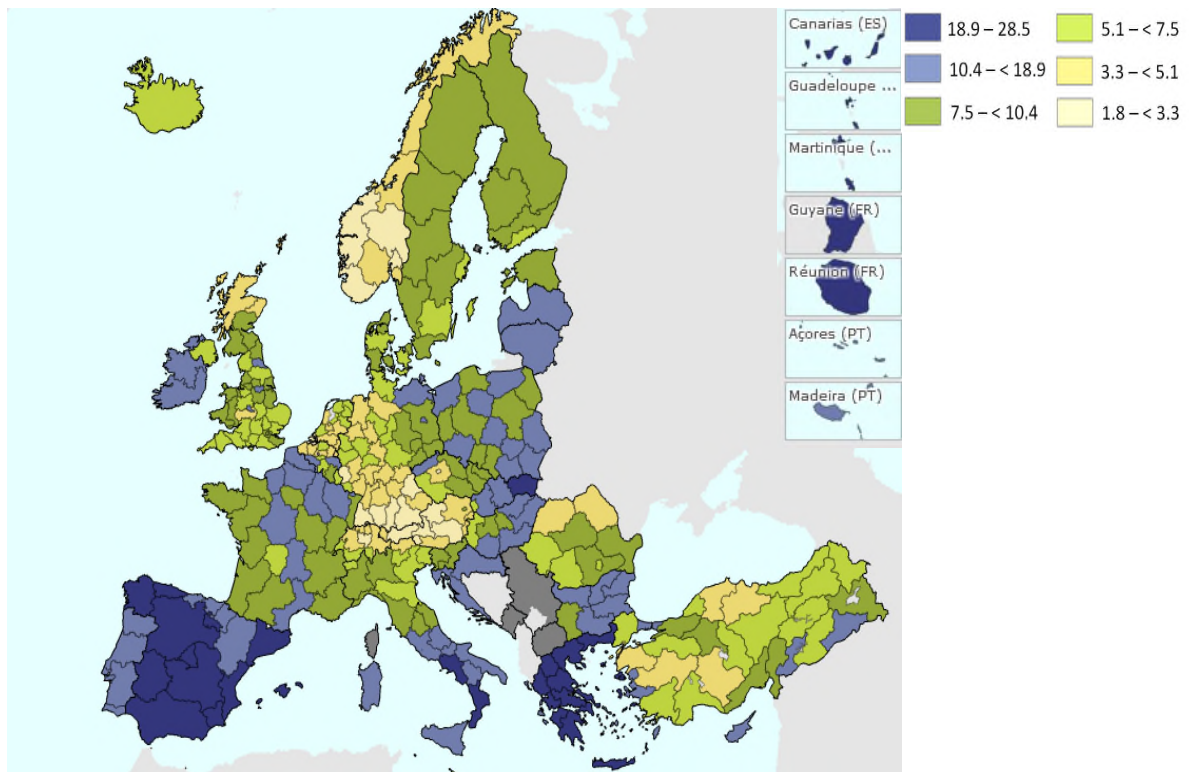 Canarias (ES)
Guadeloupe ...
Martinique (...
Guyane (FR)
Réunion (FR)
Açores (PT)
Madeira (PT)
18.9 – 28.5
10.4 – < 18.9
7.5 – < 10.4
5.1 – < 7.5
3.3 – < 5.1
1.8 – < 3.3